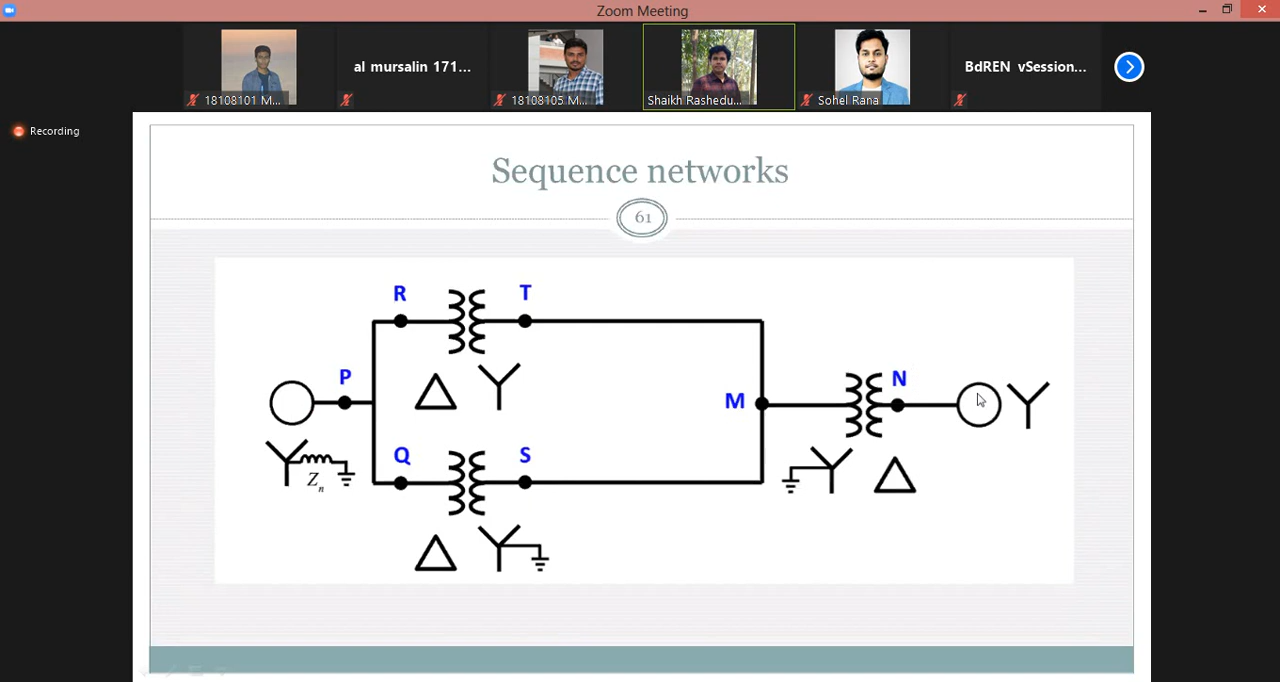 Zoom Meeting
al mursalin 171...
BdREN vSession...
18108101 M...
18108105 M...
Shaikh Rashedu...
Sohel Rana
Recording
Sequence networks
61
R
T
P
M
N
Q
S
Zn